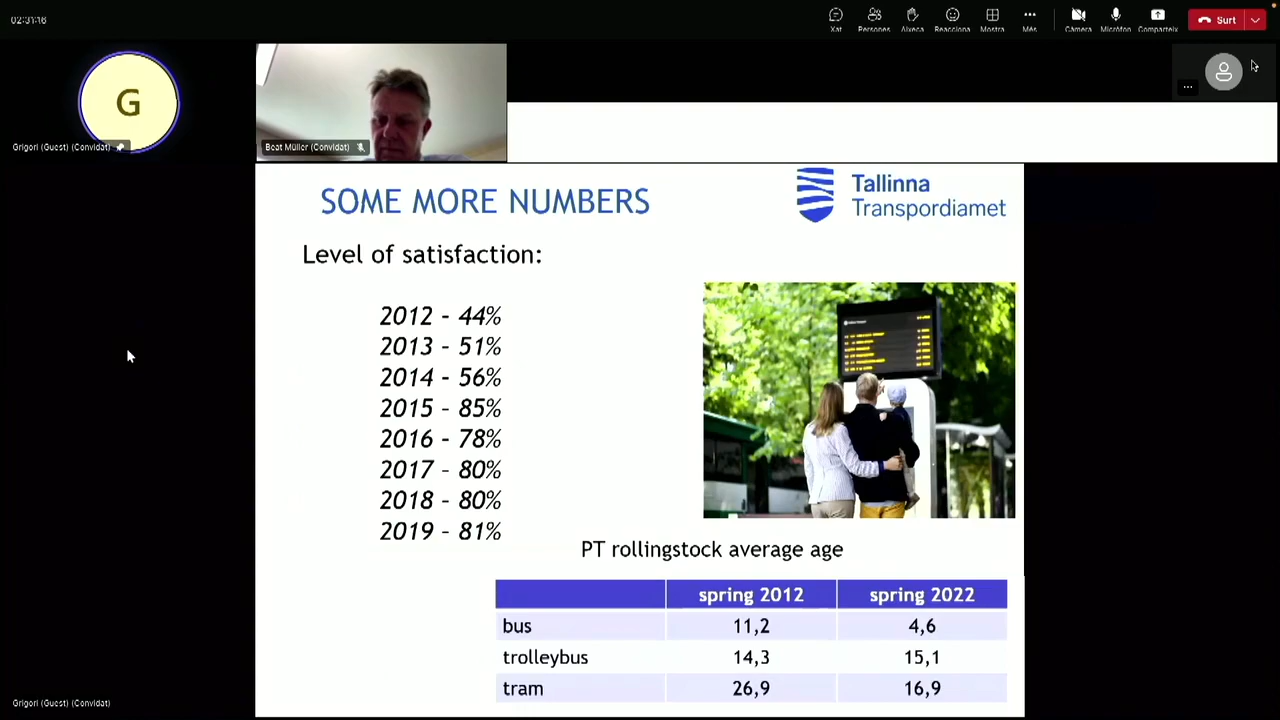 02:31:16
Xat
Persones
Aixeca
Reacciona
Mostra
Més
Càmera
Micròfon
Comparteix
Surt
G
Grigori (Guest) (Convidat)
Beat Müller (Convidat)
SOME MORE NUMBERS
Tallinna
Transpordiamet
Level of satisfaction:
2012 - 44%
2013 - 51%
2014 - 56%
2015 - 85%
2016 - 78%
2017 - 80%
2018 - 80%
2019 - 81%
PT rollingstock average age
spring 2012 spring 2022
bus 11,2 4,6
trolleybus 14,3 15,1
tram 26,9 16,9
Grigori (Guest) (Convidat)